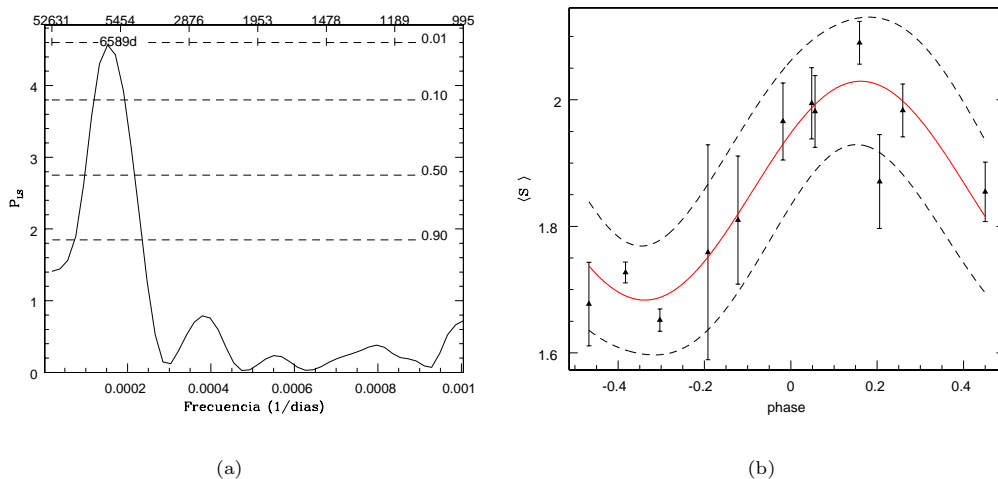 52631 5454 2876 1953 1478 1189 995
6589d
0.01
0.10
0.50
0.90
4
3
2
1
0
P_LS
0.0002 0.0004 0.0006 0.0008 0.001
Frecuencia (1/dias)
(a)
2
1.8
1.6
⟨S⟩
-0.4 -0.2 0 0.2 0.4
phase
(b)